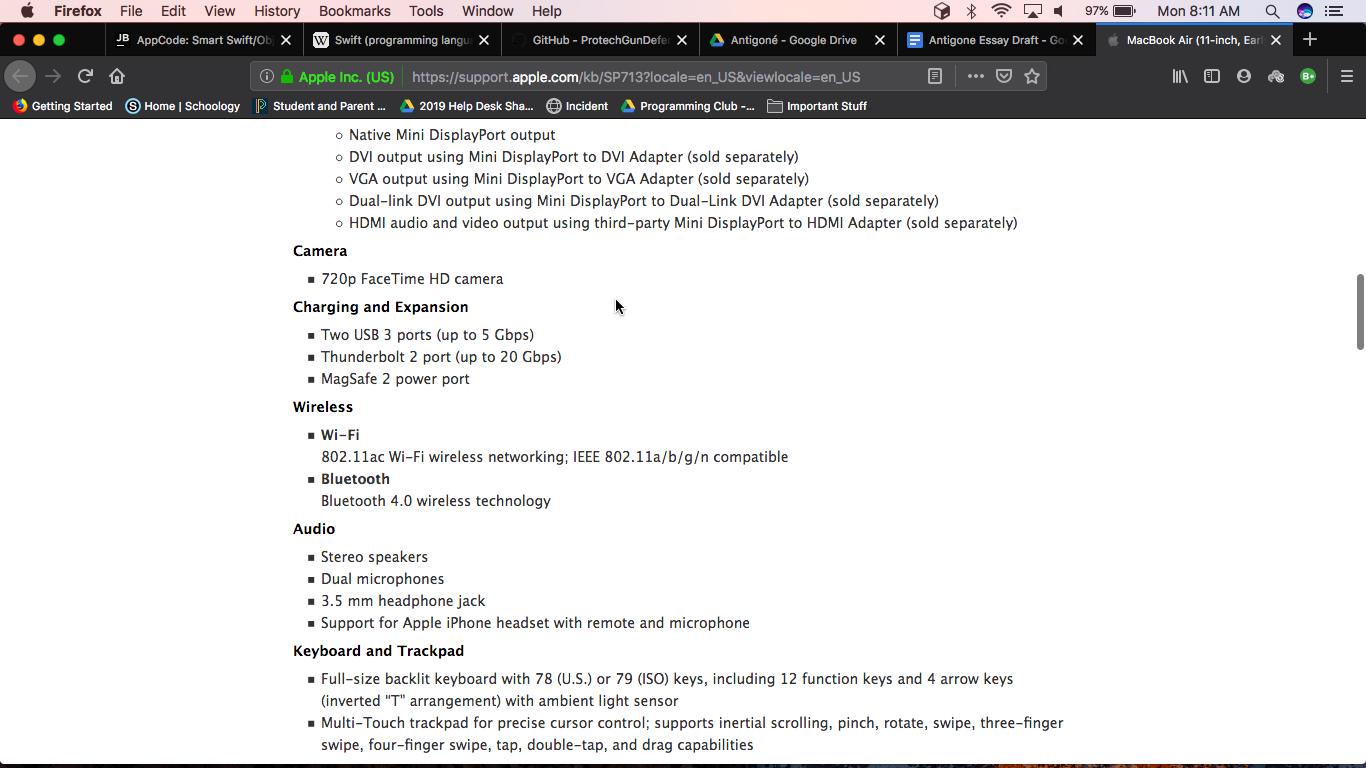 Firefox File Edit View History Bookmarks Tools Window Help 97% Mon 8:11 AM
JB AppCode: Smart Swift/Obj W Swift (programming langu GitHub - ProtechGunDefer Antigoné - Google Drive Antigone Essay Draft - Go MacBook Air (11-inch, Earl
Apple Inc. (US) https://support.apple.com/kb/SP713?locale=en_US&viewlocale=en_US B+
Getting Started S Home | Schoology Student and Parent ... 2019 Help Desk Sha... Incident Programming Club -... Important Stuff
Native Mini DisplayPort output
DVI output using Mini DisplayPort to DVI Adapter (sold separately)
VGA output using Mini DisplayPort to VGA Adapter (sold separately)
Dual-link DVI output using Mini DisplayPort to Dual-Link DVI Adapter (sold separately)
HDMI audio and video output using third-party Mini DisplayPort to HDMI Adapter (sold separately)
Camera
720p FaceTime HD camera
Charging and Expansion
Two USB 3 ports (up to 5 Gbps)
Thunderbolt 2 port (up to 20 Gbps)
MagSafe 2 power port
Wireless
Wi-Fi
802.11ac Wi-Fi wireless networking; IEEE 802.11a/b/g/n compatible
Bluetooth
Bluetooth 4.0 wireless technology
Audio
Stereo speakers
Dual microphones
3.5 mm headphone jack
Support for Apple iPhone headset with remote and microphone
Keyboard and Trackpad
Full-size backlit keyboard with 78 (U.S.) or 79 (ISO) keys, including 12 function keys and 4 arrow keys
(inverted "T" arrangement) with ambient light sensor
Multi-Touch trackpad for precise cursor control; supports inertial scrolling, pinch, rotate, swipe, three-finger
swipe, four-finger swipe, tap, double-tap, and drag capabilities